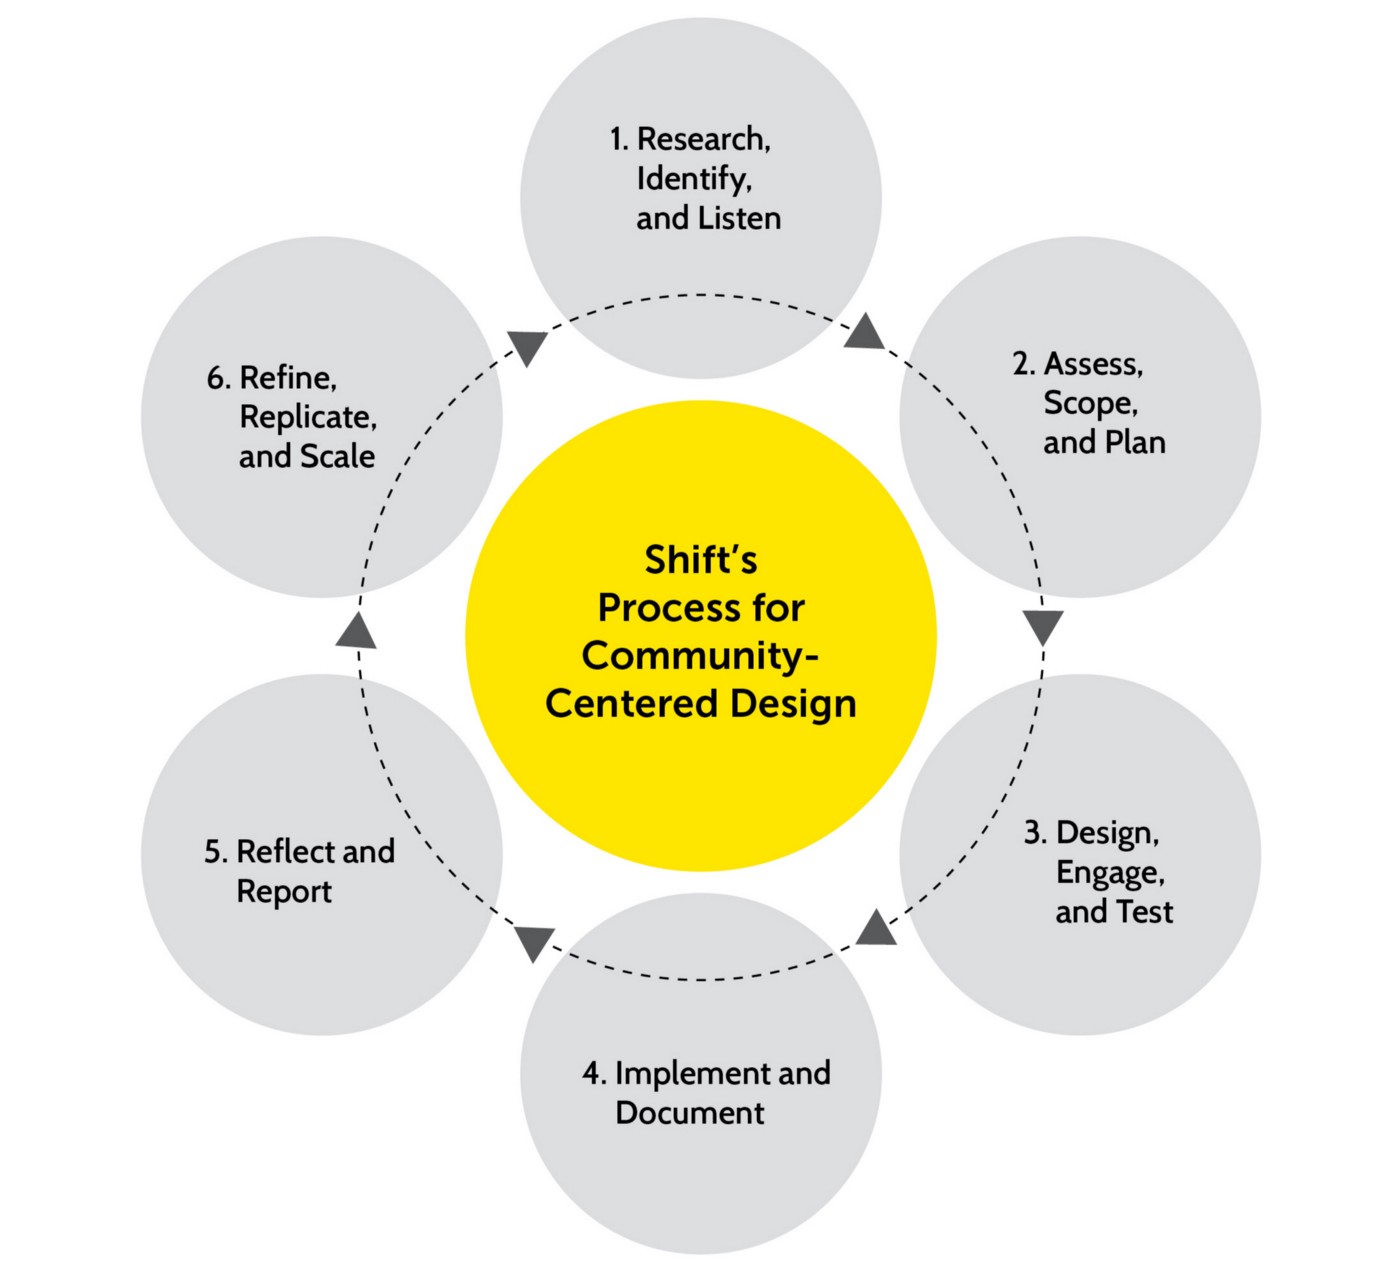 1. Research,
Identify,
and Listen
2. Assess,
Scope,
and Plan
3. Design,
Engage,
and Test
4. Implement and
Document
5. Reflect and
Report
6. Refine,
Replicate,
and Scale
Shift’s
Process for
Community-
Centered Design